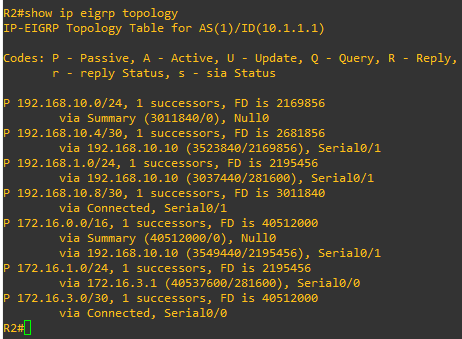 R2#show ip eigrp topology
IP-EIGRP Topology Table for AS(1)/ID(10.1.1.1)
Codes: P - Passive, A - Active, U - Update, Q - Query, R - Reply,
r - reply Status, s - sia Status
P 192.168.10.0/24, 1 successors, FD is 2169856
via Summary (3011840/0), Null0
P 192.168.10.4/30, 1 successors, FD is 2681856
via 192.168.10.10 (3523840/2169856), Serial0/1
P 192.168.1.0/24, 1 successors, FD is 2195456
via 192.168.10.10 (3037440/281600), Serial0/1
P 192.168.10.8/30, 1 successors, FD is 3011840
via Connected, Serial0/1
P 172.16.0.0/16, 1 successors, FD is 40512000
via Summary (40512000/0), Null0
via 192.168.10.10 (3549440/2195456), Serial0/1
P 172.16.1.0/24, 1 successors, FD is 2195456
via 172.16.3.1 (40537600/281600), Serial0/0
P 172.16.3.0/30, 1 successors, FD is 40512000
via Connected, Serial0/0
R2#